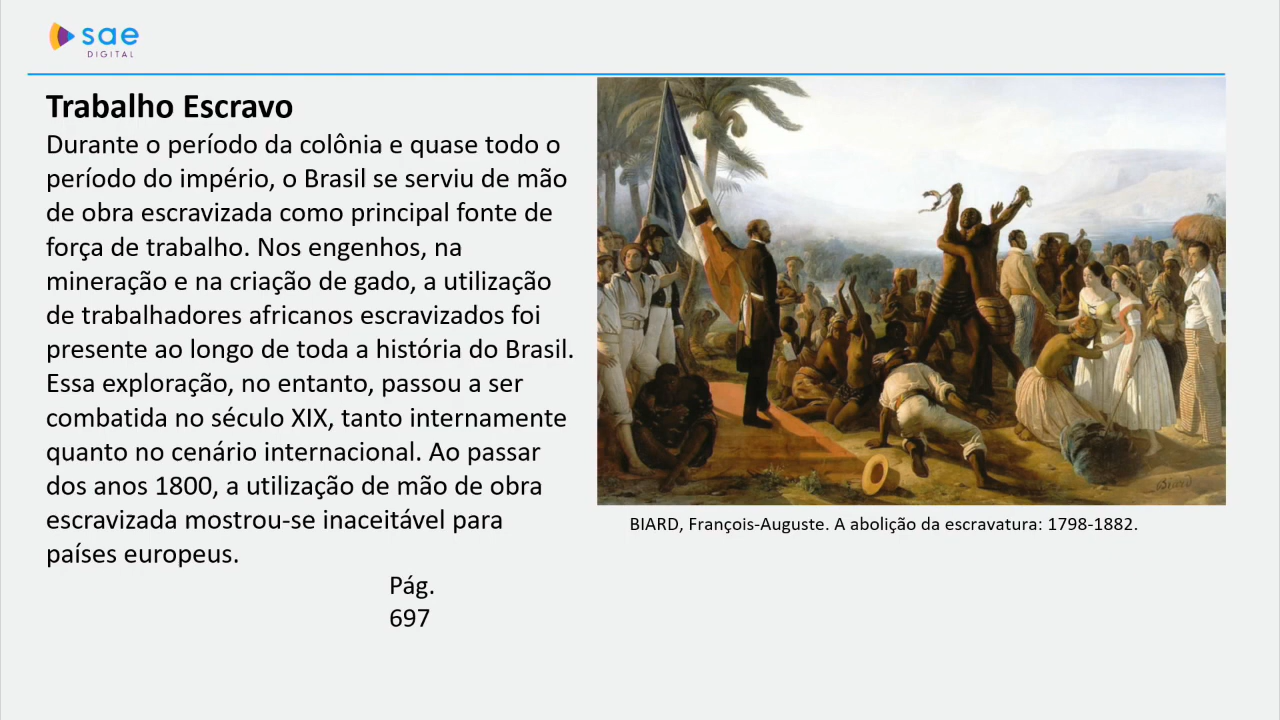 sae
DIGITAL
Trabalho Escravo
Durante o período da colônia e quase todo o
período do império, o Brasil se serviu de mão
de obra escravizada como principal fonte de
força de trabalho. Nos engenhos, na
mineração e na criação de gado, a utilização
de trabalhadores africanos escravizados foi
presente ao longo de toda a história do Brasil.
Essa exploração, no entanto, passou a ser
combatida no século XIX, tanto internamente
quanto no cenário internacional. Ao passar
dos anos 1800, a utilização de mão de obra
escravizada mostrou-se inaceitável para
países europeus.
Pág.
697
Biard
BIARD, François-Auguste. A abolição da escravatura: 1798-1882.